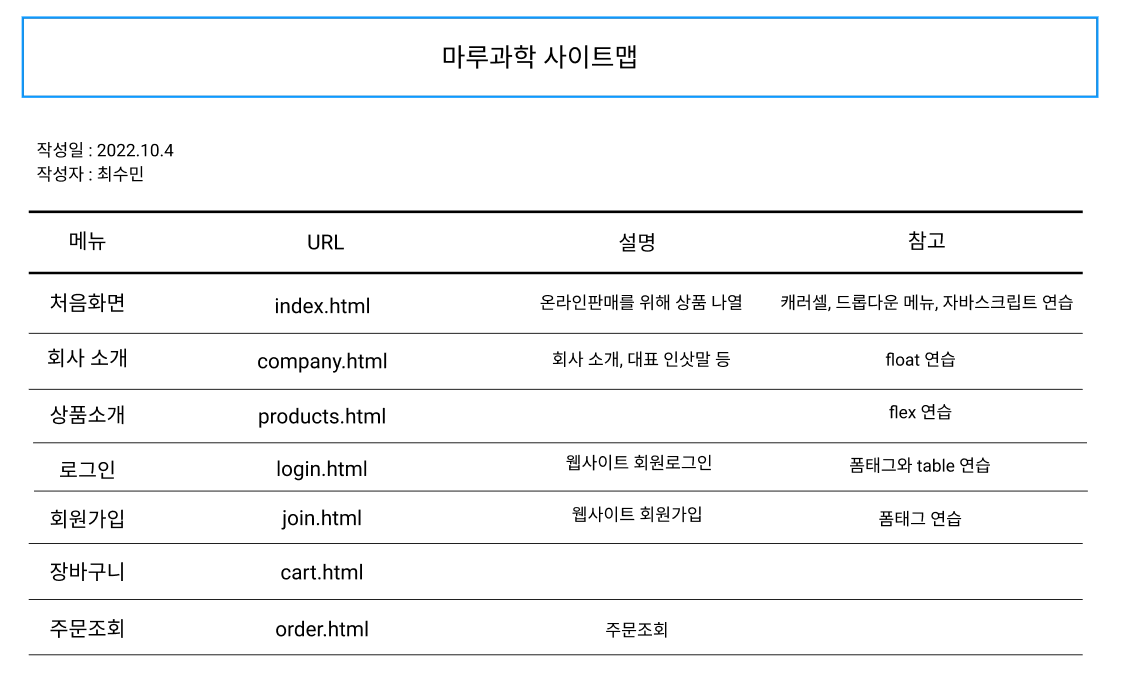 마루과학 사이트맵
작성일 : 2022.10.4
작성자 : 최수민
메뉴 URL 설명 참고
처음화면 index.html 온라인판매를 위해 상품 나열 캐러셀, 드롭다운 메뉴, 자바스크립트 연습
회사 소개 company.html 회사 소개, 대표 인삿말 등 float 연습
상품소개 products.html flex 연습
로그인 login.html 웹사이트 회원로그인 폼태그와 table 연습
회원가입 join.html 웹사이트 회원가입 폼태그 연습
장바구니 cart.html
주문조회 order.html 주문조회